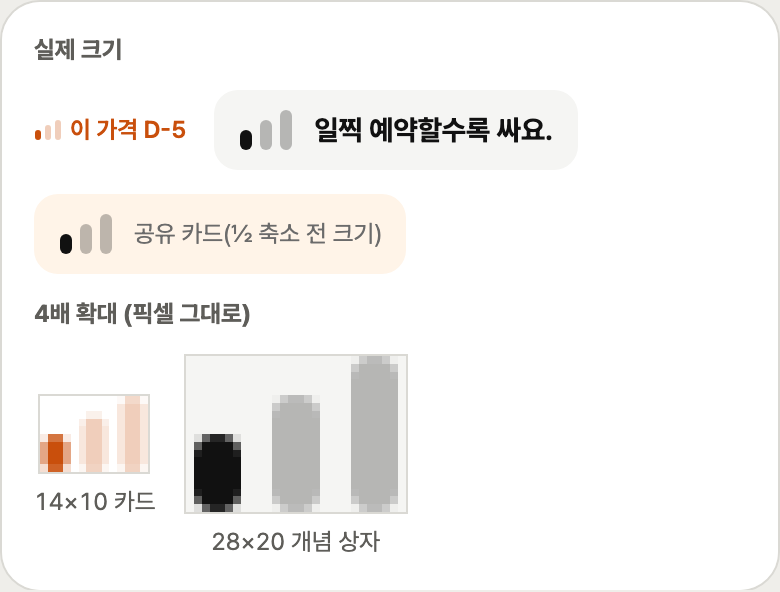 실제 크기
이 가격 D-5
일찍 예약할수록 싸요.
공유 카드(½ 축소 전 크기)
4배 확대 (픽셀 그대로)
14×10 카드
28×20 개념 상자